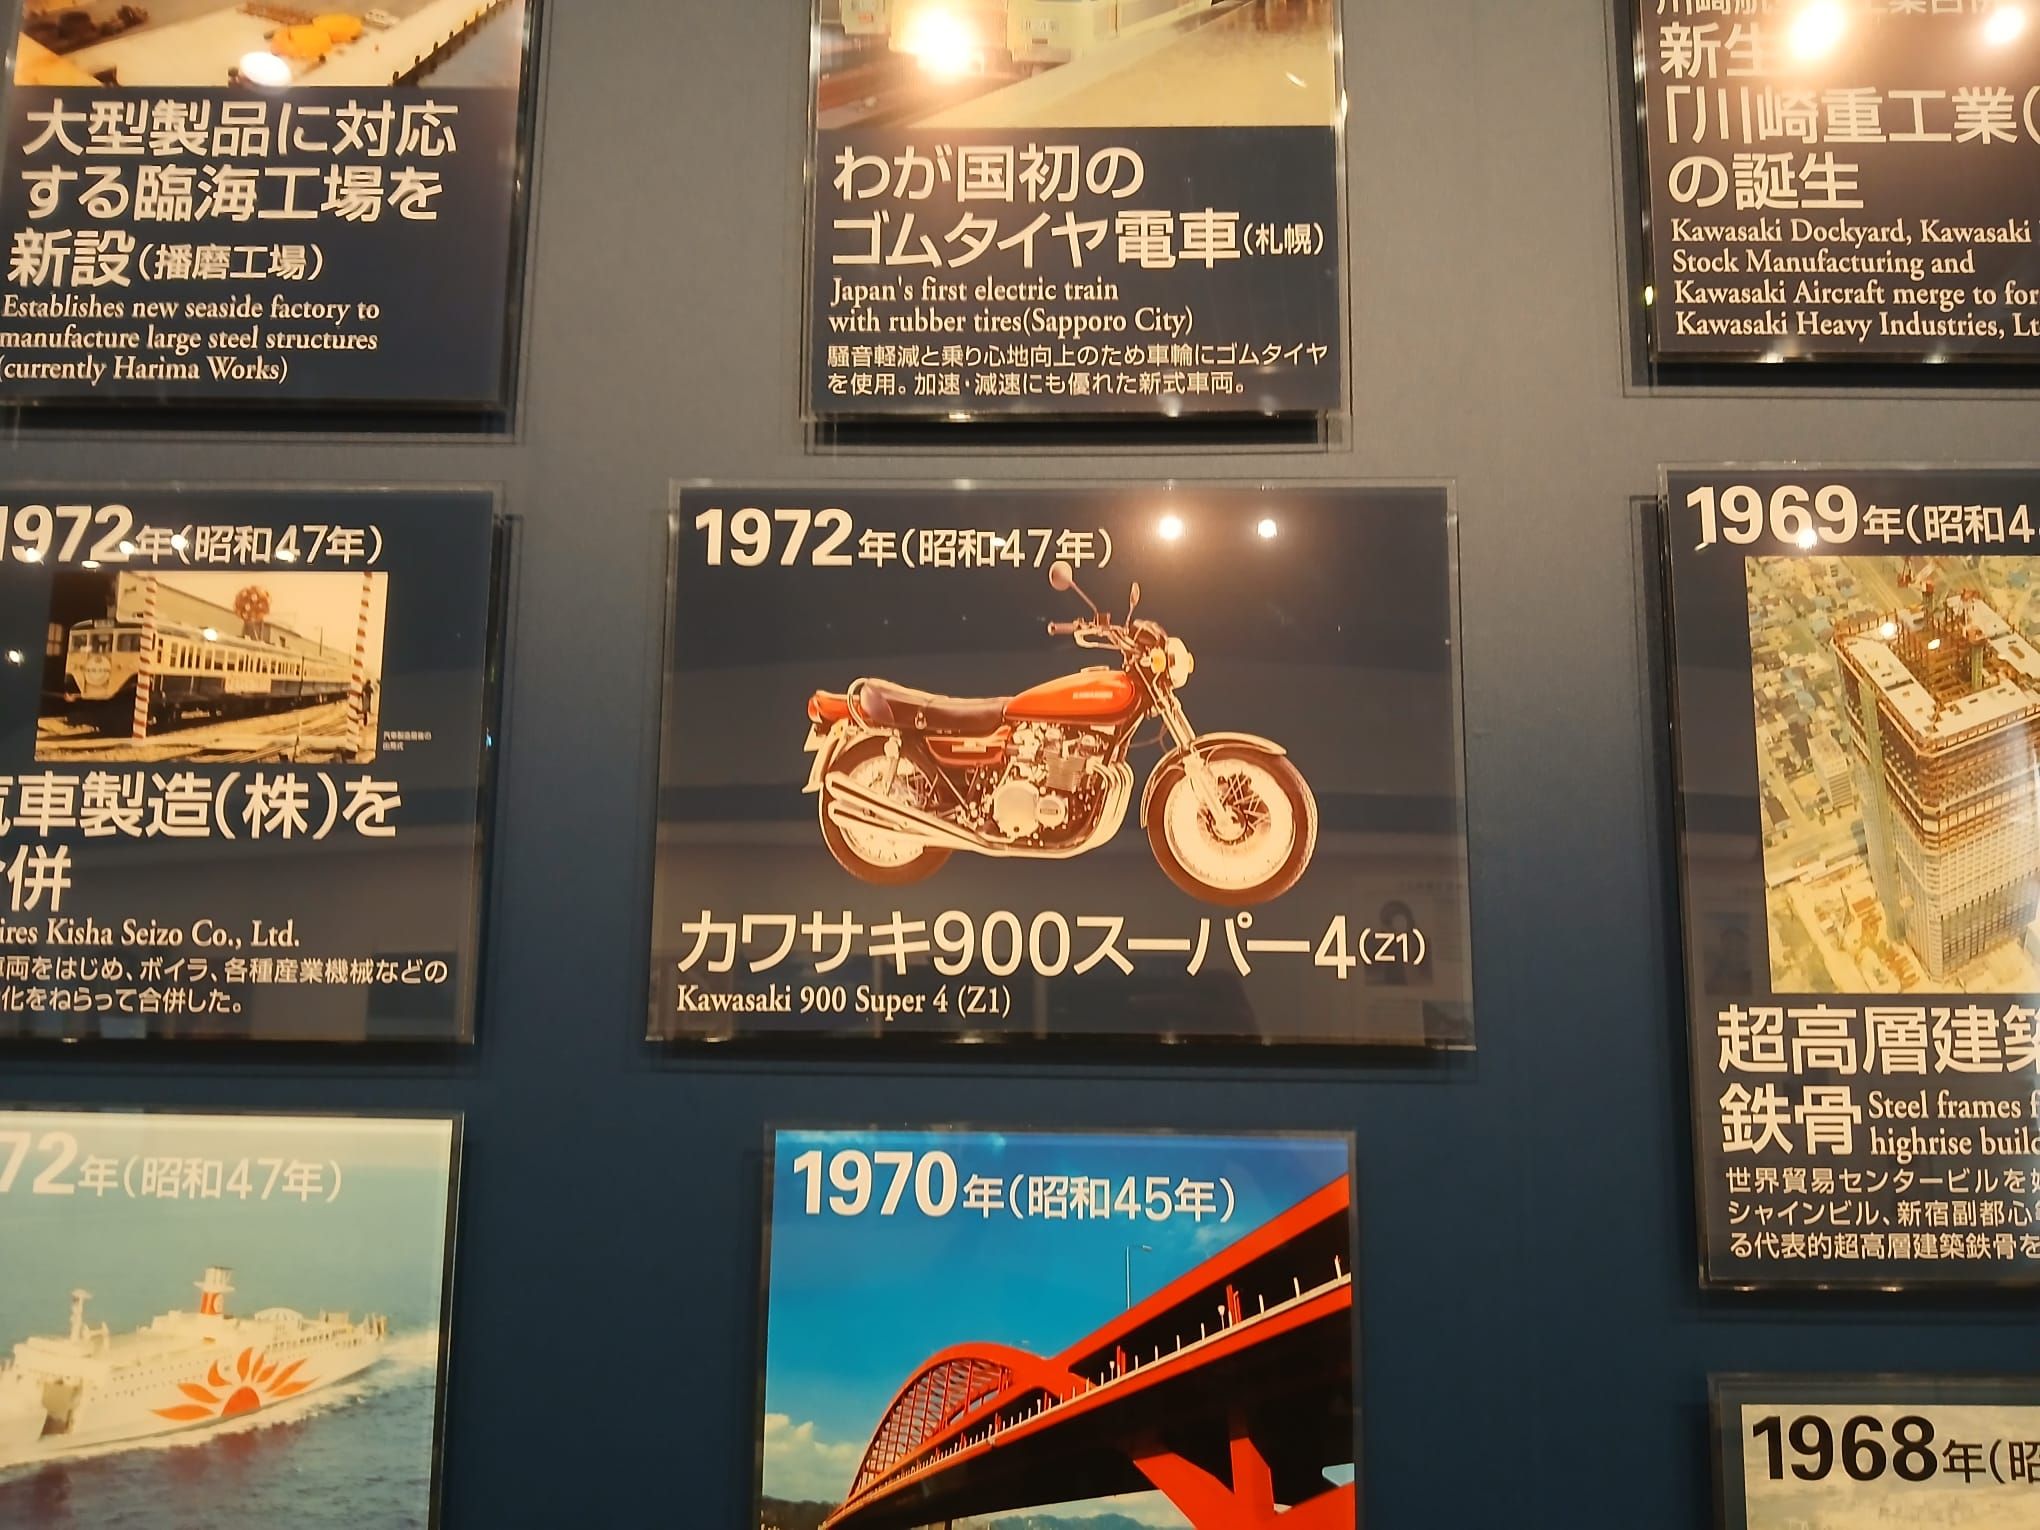 大型製品に対応
する臨海工場を
新設(播磨工場)
Establishes new seaside factory to
manufacture large steel structures
(currently Harima Works)
わが国初の
ゴムタイヤ電車(札幌)
Japan's first electric train
with rubber tires(Sapporo City)
騒音軽減と乗り心地向上のため車輪にゴムタイヤ
を使用。加速・減速にも優れた新式車両。
新生
「川崎重工業(
の誕生
Kawasaki Dockyard, Kawasaki
Stock Manufacturing and
Kawasaki Aircraft merge to for
Kawasaki Heavy Industries, Lt
1972年(昭和47年)
車製造(株)を
併
ires Kisha Seizo Co., Ltd.
両をはじめ、ボイラ、各種産業機械などの
化をねらって合併した。
1972年(昭和47年)
KAWASAKI
カワサキ900スーパー4(Z1)
Kawasaki 900 Super 4 (Z1)
1969年(昭和4
超高層建築
鉄骨 Steel frames f
highrise build
世界貿易センタービルを
シャインビル、新宿副都心
る代表的超高層建築鉄骨を
72年(昭和47年)
1970年(昭和45年)
1968年(昭